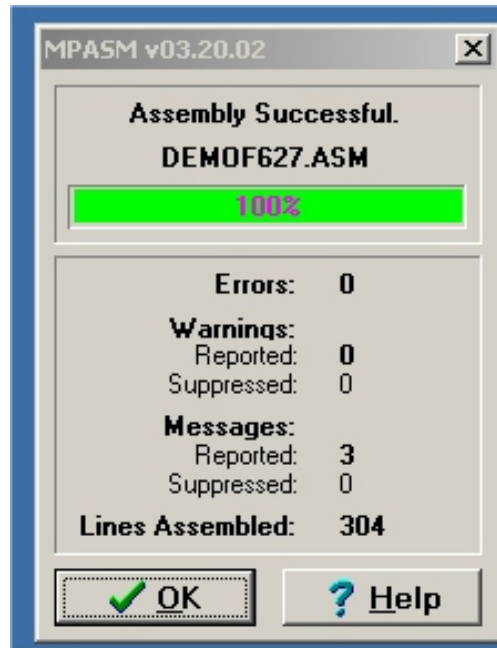 MPASM v03.20.02
Assembly Successful.
DEMOF627.ASM
100%
Errors: 0
Warnings:
Reported: 0
Suppressed: 0
Messages:
Reported: 3
Suppressed: 0
Lines Assembled: 304
OK ? Help